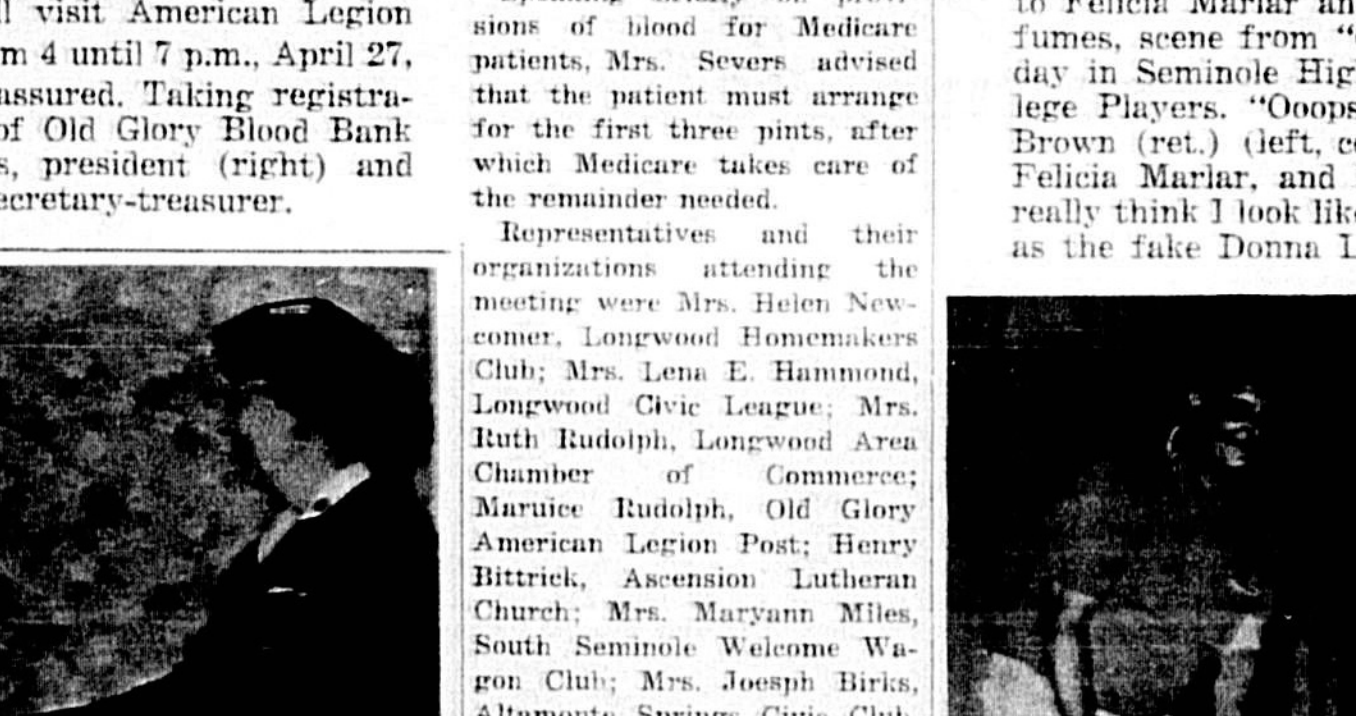 ll visit American Legion
m 4 until 7 p.m., April 27,
assured. Taking registra-
of Old Glory Blood Bank
s, president (right) and
ecretary-treasurer.
sions of blood for Medicare
patients, Mrs. Severs advised
that the patient must arrange
for the first three pints, after
which Medicare takes care of
the remainder needed.
Representatives and their
organizations attending the
meeting were Mrs. Helen New-
comer, Longwood Homemakers
Club; Mrs. Lena E. Hammond,
Longwood Civic League; Mrs.
Ruth Rudolph, Longwood Area
Chamber of Commerce;
Maruice Rudolph, Old Glory
American Legion Post; Henry
Bittrick, Ascension Lutheran
Church; Mrs. Maryann Miles,
South Seminole Welcome Wa-
gon Club; Mrs. Joesph Birks,
Altamonte Springs Civic Club,
to Felicia Marlar an
fumes, scene from "
day in Seminole Hig
lege Players. "Ooops
Brown (ret.) (left, c
Felicia Marlar, and
really think I look lik
as the fake Donna L